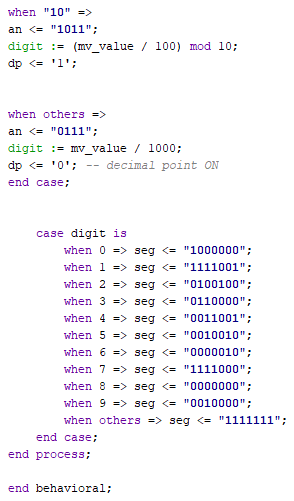 when "10" =>
an <= "1011";
digit := (mv_value / 100) mod 10;
dp <= '1';
when others =>
an <= "0111";
digit := mv_value / 1000;
dp <= '0'; -- decimal point ON
end case;
case digit is
when 0 => seg <= "1000000";
when 1 => seg <= "1111001";
when 2 => seg <= "0100100";
when 3 => seg <= "0110000";
when 4 => seg <= "0011001";
when 5 => seg <= "0010010";
when 6 => seg <= "0000010";
when 7 => seg <= "1111000";
when 8 => seg <= "0000000";
when 9 => seg <= "0010000";
when others => seg <= "1111111";
end case;
end process;
end behavioral;